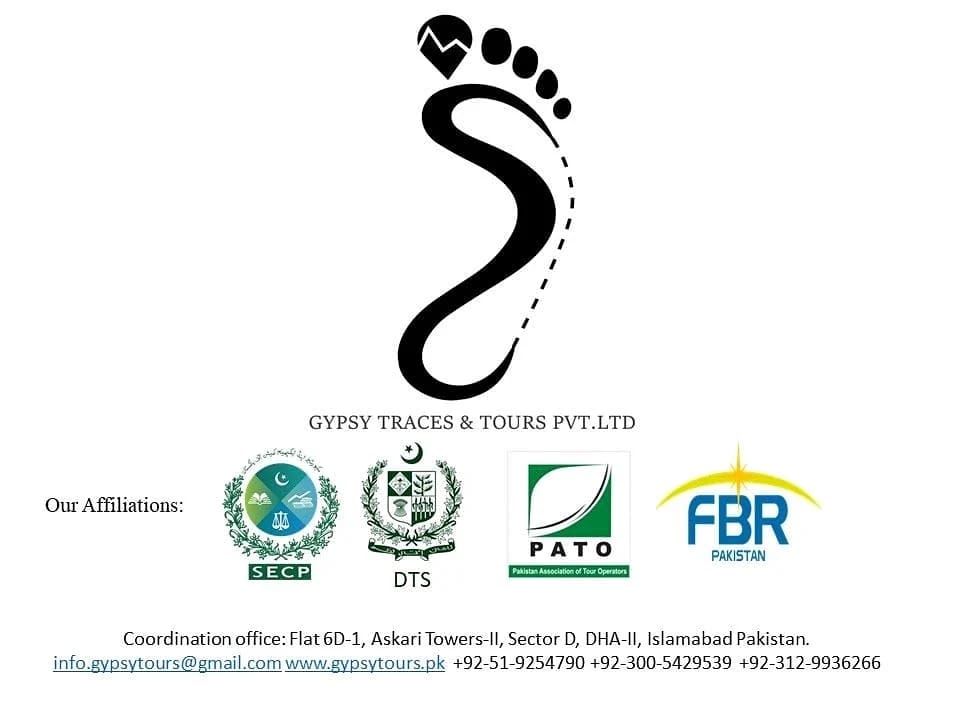 GYPSY TRACES & TOURS PVT.LTD
Our Affiliations:
SECP
DTS
PATO
Pakistan Association of Tour Operators
FBR
PAKISTAN
Coordination office: Flat 6D-1, Askari Towers-II, Sector D, DHA-II, Islamabad Pakistan.
info.gypsytours@gmail.com www.gypsytours.pk +92-51-9254790 +92-300-5429539 +92-312-9936266